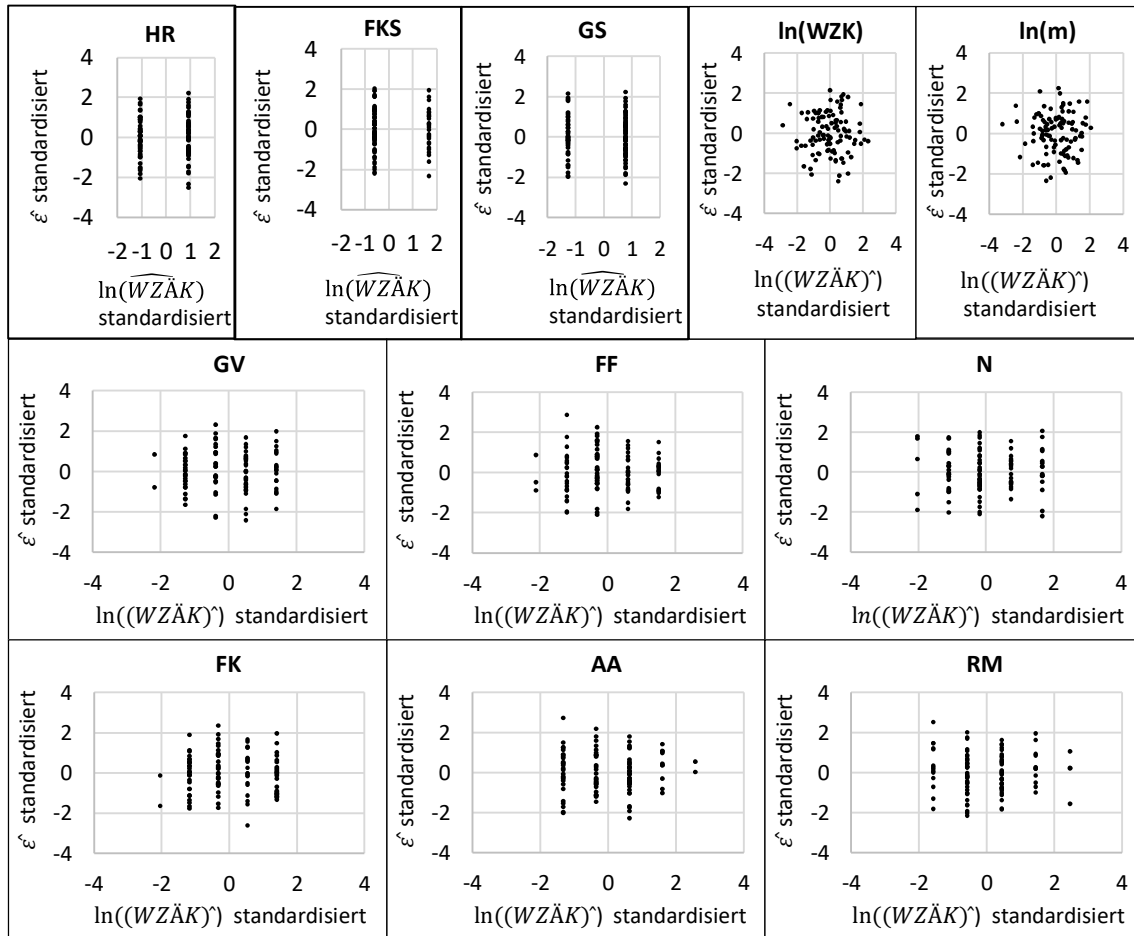 HR
4
2
0
-2
-4
-2 -1 0 1 2
ε̂ standardisiert
ln(\widehat{WZÄK})
standardisiert
FKS
4
2
0
-2
-4
-2 -1 0 1 2
ε̂ standardisiert
ln(\widehat{WZÄK})
standardisiert
GS
4
2
0
-2
-4
-2 -1 0 1 2
ε̂ standardisiert
ln(\widehat{WZÄK})
standardisiert
ln(WZK)
4
2
0
-2
-4
-4 -2 0 2 4
ε̂ standardisiert
ln((WZÄK)^)
standardisiert
ln(m)
4
2
0
-2
-4
-4 -2 0 2 4
ε̂ standardisiert
ln((WZÄK)^)
standardisiert
GV
4
2
0
-2
-4
-4 -2 0 2 4
ε̂ standardisiert
ln((WZÄK)^) standardisiert
FF
4
2
0
-2
-4
-4 -2 0 2 4
ε̂ standardisiert
ln((WZÄK)^) standardisiert
N
4
2
0
-2
-4
-4 -2 0 2 4
ε̂ standardisiert
ln((WZÄK)^) standardisiert
FK
4
2
0
-2
-4
-4 -2 0 2 4
ε̂ standardisiert
ln((WZÄK)^) standardisiert
AA
4
2
0
-2
-4
-4 -2 0 2 4
ε̂ standardisiert
ln((WZÄK)^) standardisiert
RM
4
2
0
-2
-4
-4 -2 0 2 4
ε̂ standardisiert
ln((WZÄK)^) standardisiert